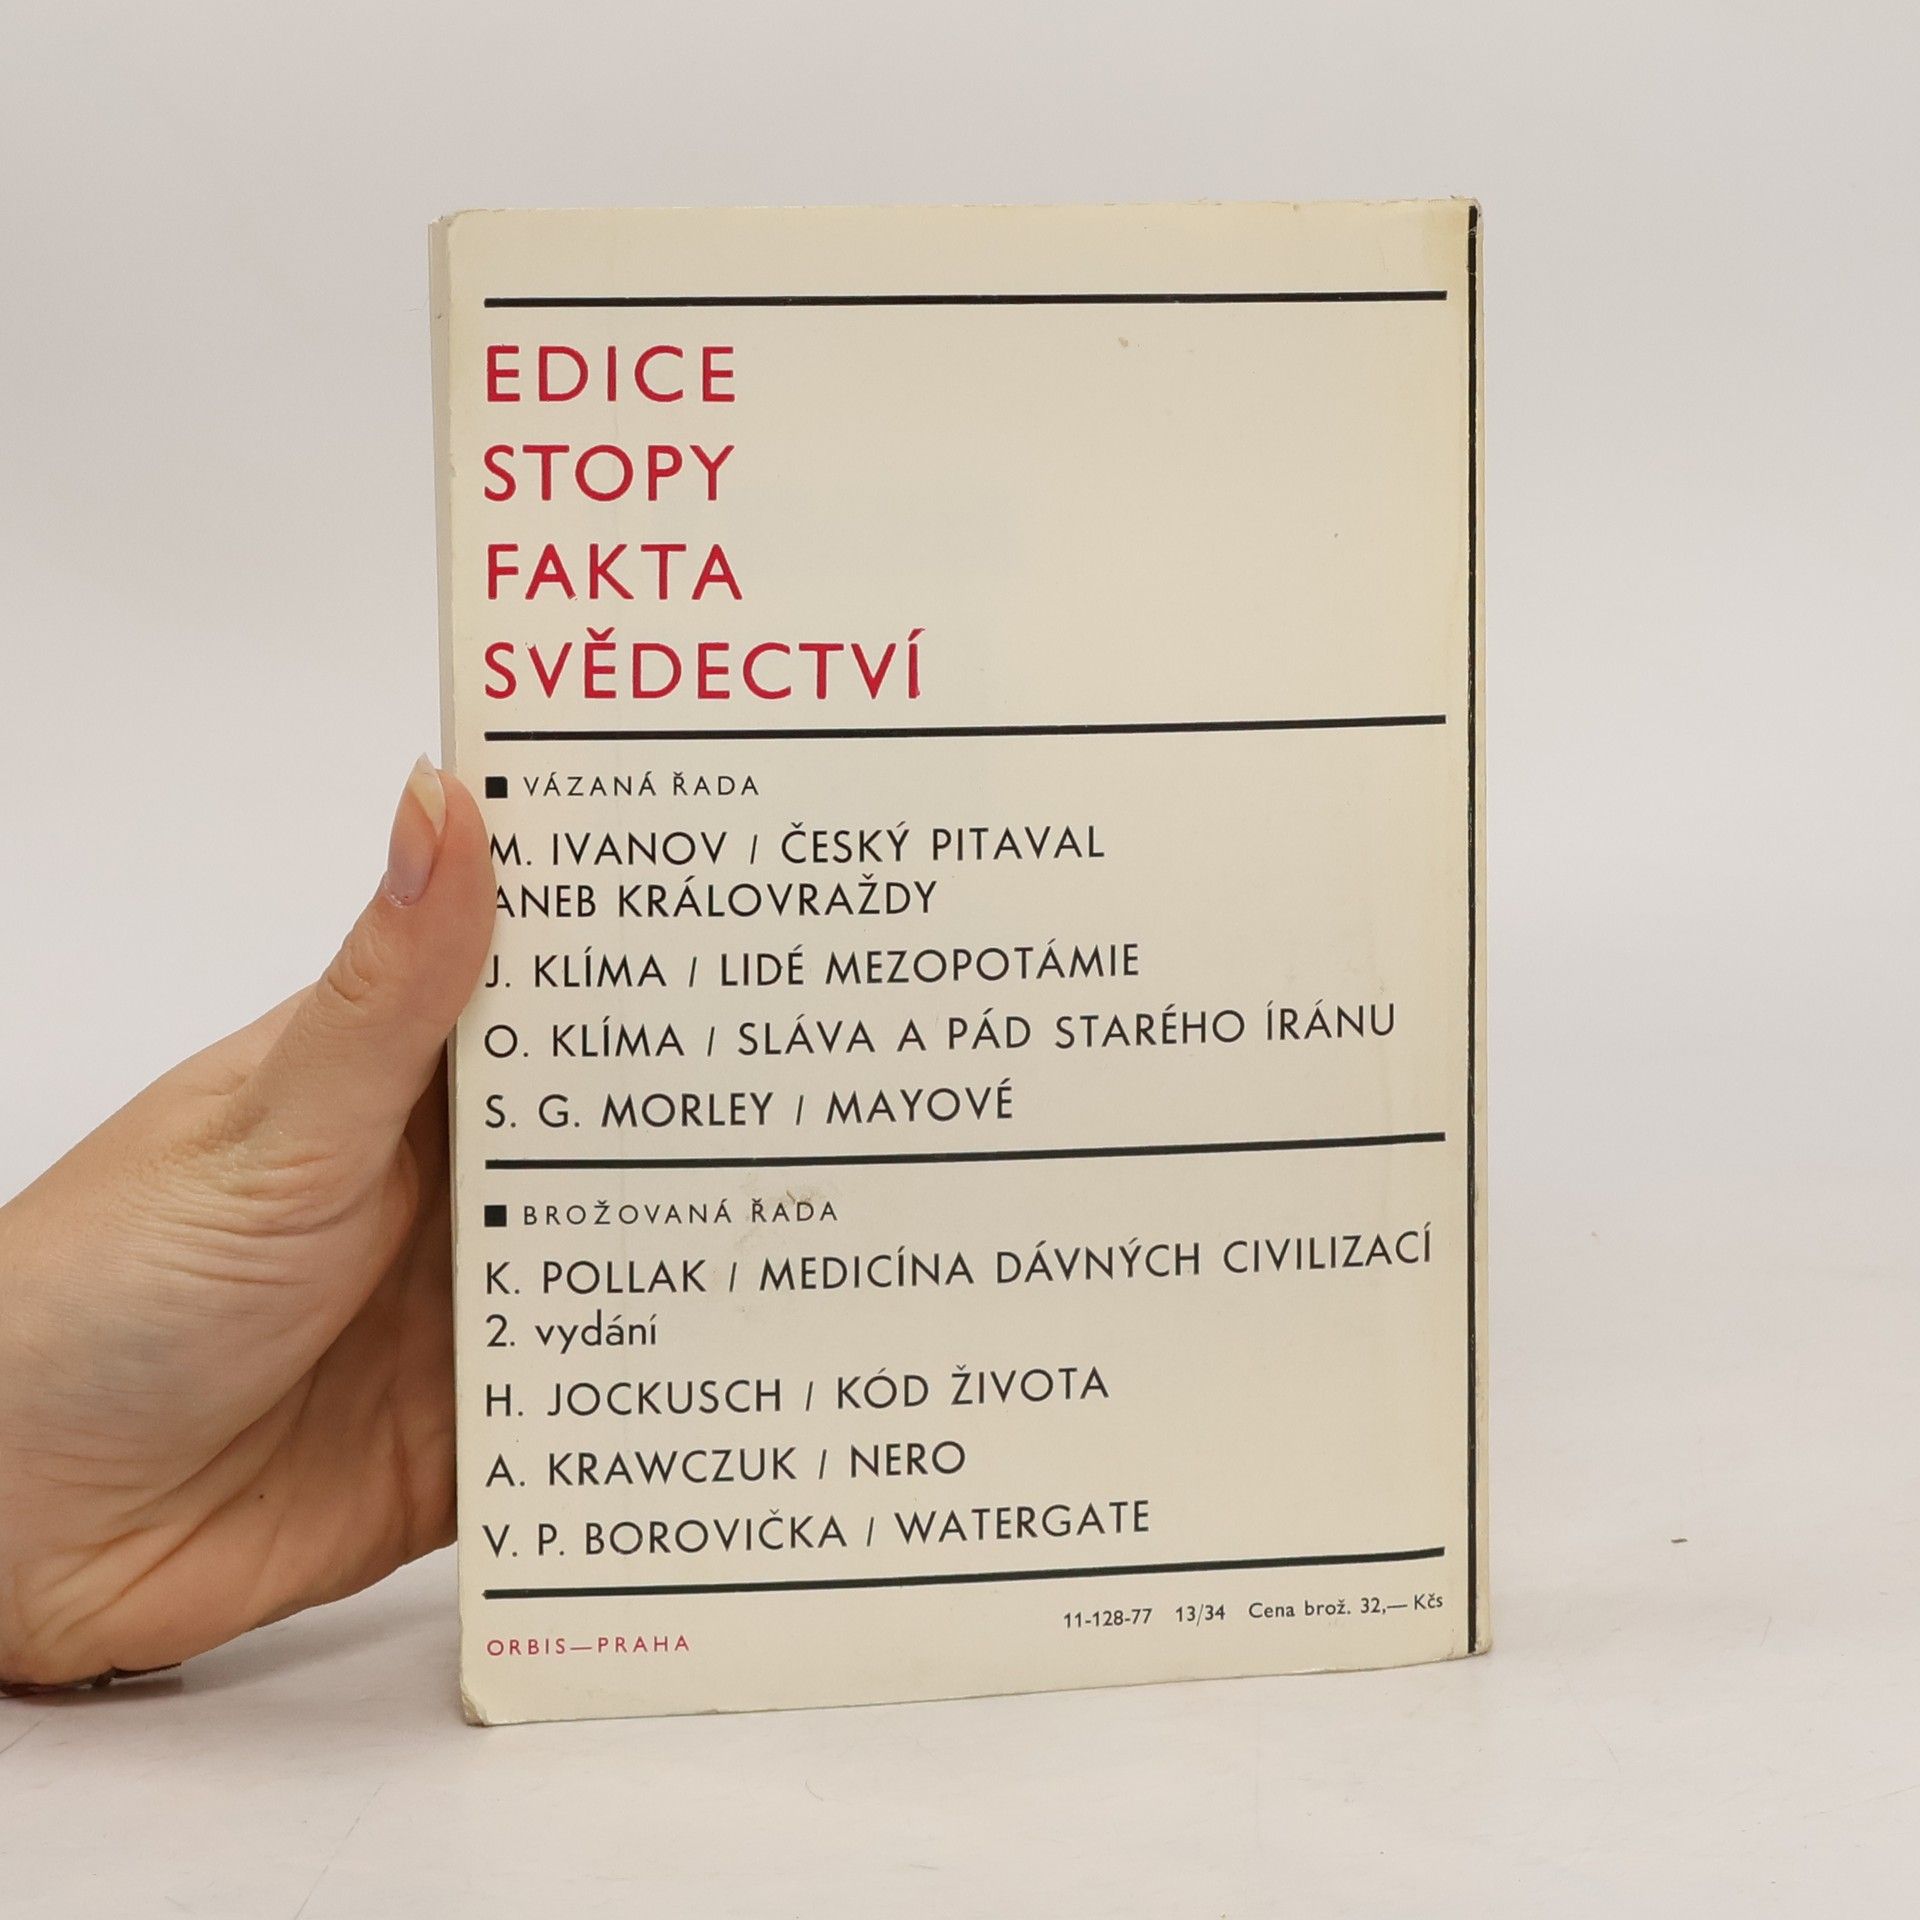 EDICE
STOPY
FAKTA
SVĚDECTVÍ
■ VÁZANÁ ŘADA
M. IVANOV / ČESKÝ PITAVAL
ANEB KRÁLOVRAŽDY
J. KLÍMA / LIDÉ MEZOPOTÁMIE
O. KLÍMA / SLÁVA A PÁD STARÉHO ÍRÁNU
S. G. MORLEY / MAYOVÉ
■ BROŽOVANÁ ŘADA
K. POLLAK / MEDICÍNA DÁVNÝCH CIVILIZACÍ
2. vydání
H. JOCKUSCH / KÓD ŽIVOTA
A. KRAWCZUK / NERO
V. P. BOROVIČKA / WATERGATE
11-128-77 13/34 Cena brož. 32,— Kčs
ORBIS—PRAHA